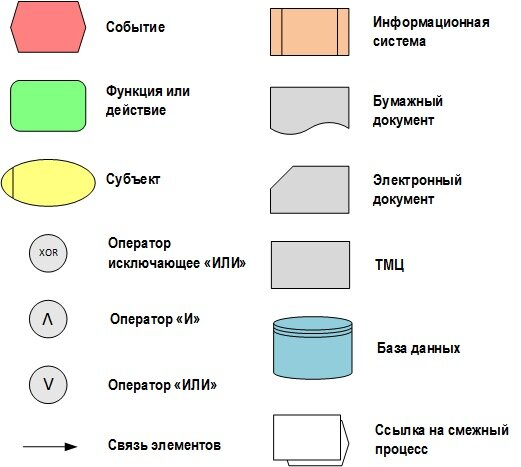 Событие
Функция или
действие
Субъект
XOR
Оператор
исключающее «ИЛИ»
Λ
Оператор «И»
V
Оператор «ИЛИ»
Связь элементов
Информационная
система
Бумажный
документ
Электронный
документ
ТМЦ
База данных
Ссылка на смежный
процесс